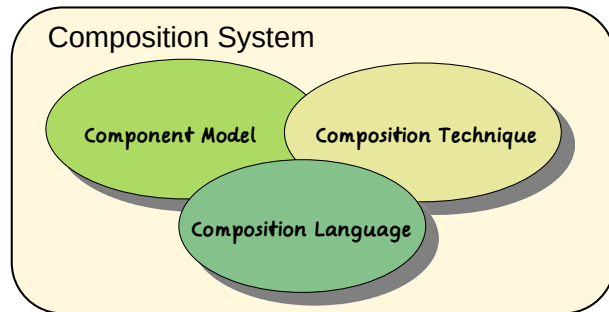 Composition System
Component Model
Composition Technique
Composition Language